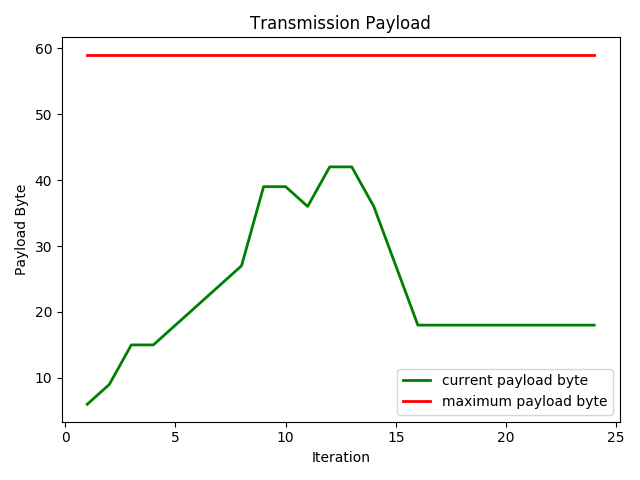 Transmission Payload
60
50
40
30
20
10
Payload Byte
0
5
10
15
20
25
Iteration
current payload byte
maximum payload byte